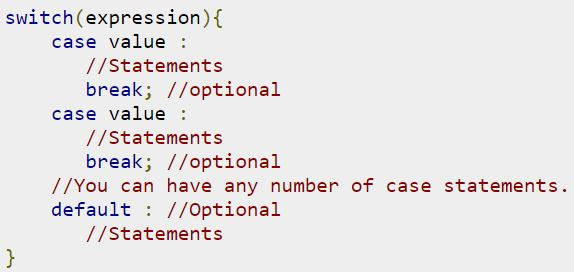 switch(expression){
    case value :
       //Statements
       break; //optional
    case value :
       //Statements
       break; //optional
    //You can have any number of case statements.
    default : //Optional
       //Statements
}